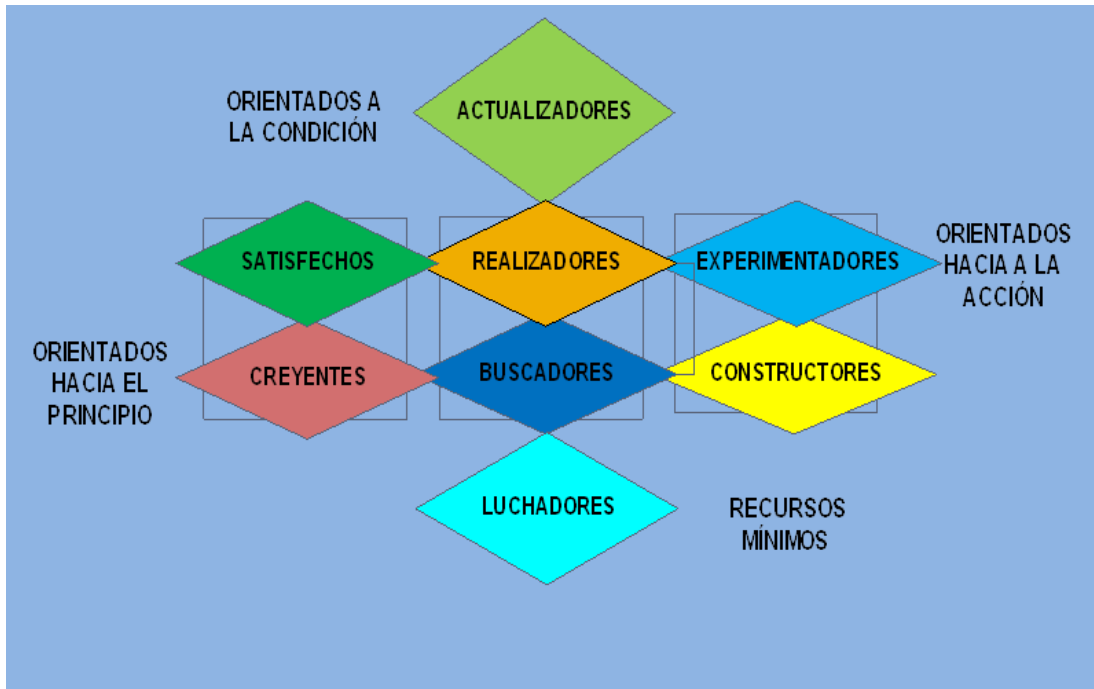 ORIENTADOS A
LA CONDICIÓN
ACTUALIZADORES
SATISFECHOS
REALIZADORES
EXPERIMENTADORES
ORIENTADOS
HACIA A LA
ACCIÓN
ORIENTADOS
HACIA EL
PRINCIPIO
CREYENTES
BUSCADORES
CONSTRUCTORES
LUCHADORES
RECURSOS
MÍNIMOS